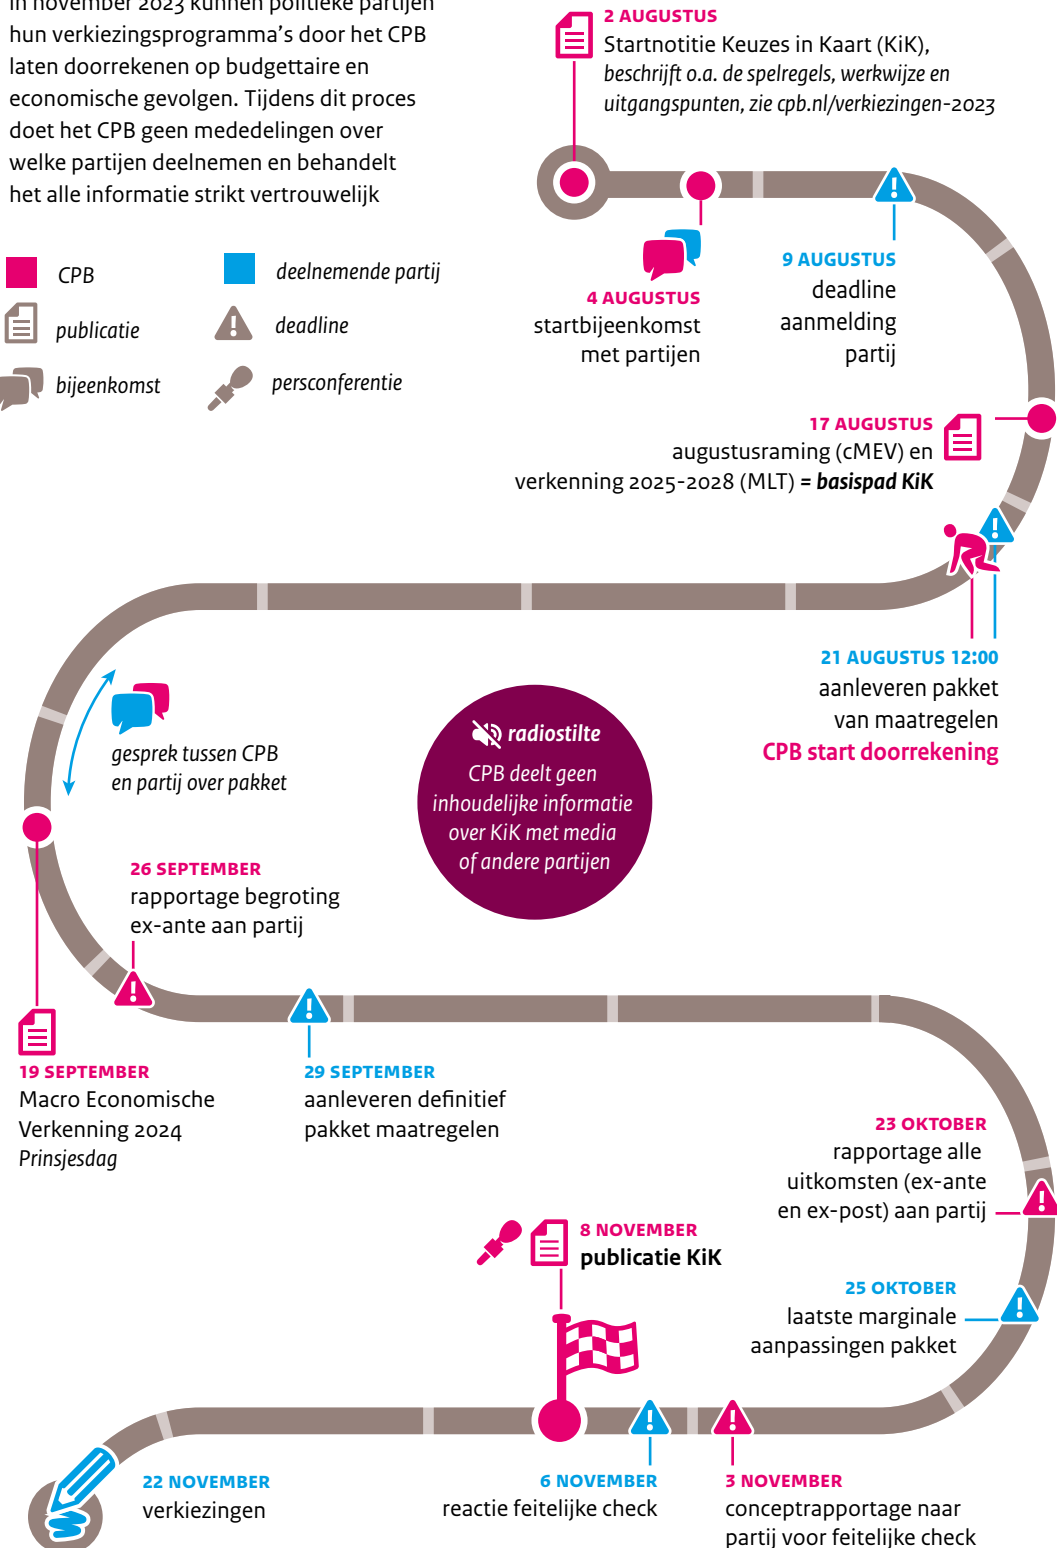 in november 2023 kunnen politieke partijen
hun verkiezingsprogramma's door het CPB
laten doorrekenen op budgettaire en
economische gevolgen. Tijdens dit proces
doet het CPB geen mededelingen over
welke partijen deelnemen en behandelt
het alle informatie strikt vertrouwelijk
CPB
deelnemende partij
publicatie
deadline
bijeenkomst
persconferentie
2 AUGUSTUS
Startnotitie Keuzes in Kaart (KiK),
beschrijft o.a. de spelregels, werkwijze en
uitgangspunten, zie cpb.nl/verkiezingen-2023
4 AUGUSTUS
startbijeenkomst
met partijen
9 AUGUSTUS
deadline
aanmelding
partij
17 AUGUSTUS
augustusraming (cMEV) en
verkenning 2025-2028 (MLT) = basispad KiK
21 AUGUSTUS 12:00
aanleveren pakket
van maatregelen
CPB start doorrekening
gesprek tussen CPB
en partij over pakket
radiostilte
CPB deelt geen
inhoudelijke informatie
over KiK met media
of andere partijen
19 SEPTEMBER
Macro Economische
Verkenning 2024
Prinsjesdag
26 SEPTEMBER
rapportage begroting
ex-ante aan partij
29 SEPTEMBER
aanleveren definitief
pakket maatregelen
23 OKTOBER
rapportage alle
uitkomsten (ex-ante
en ex-post) aan partij
25 OKTOBER
laatste marginale
aanpassingen pakket
3 NOVEMBER
conceptrapportage naar
partij voor feitelijke check
6 NOVEMBER
reactie feitelijke check
8 NOVEMBER
publicatie KiK
22 NOVEMBER
verkiezingen